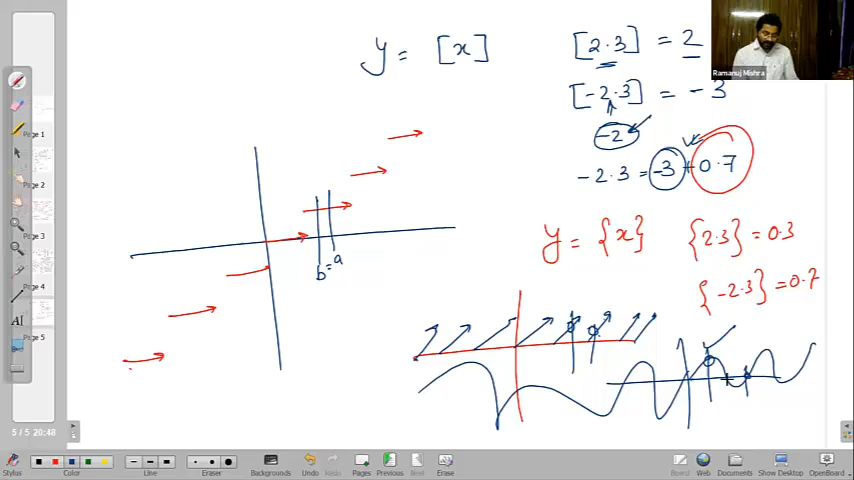 y = [x]
[2.3] = 2
[-2.3] = -3
-2
-2.3 = -3 + 0.7
y = {x}
{2.3} = 0.3
{-2.3} = 0.7
b = a
Ramanuj Mishra
Page 1
Page 2
Page 3
Page 4
Page 5
AI
5 / 5 20:48
Stylus
Color
Line
Eraser
Backgrounds
Undo
Redo
Pages
Previous
Next
Erase
Board
Web
Documents
Show Desktop
OpenBoard